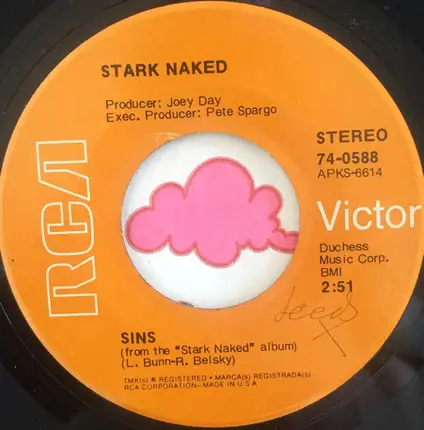 STARK NAKED
Producer: Joey Day
Exec. Producer: Pete Spargo
STEREO
74-0588
APKS-6614
RCA
Victor
Duchess
Music Corp.
BMI
2:51
SINS
(from the "Stark Naked" album)
(L. Bunn-R. Belsky)
TMK(s) ® REGISTERED • MARCA(s) REGISTRADA(s)
RCA CORPORATION—MADE IN U.S.A